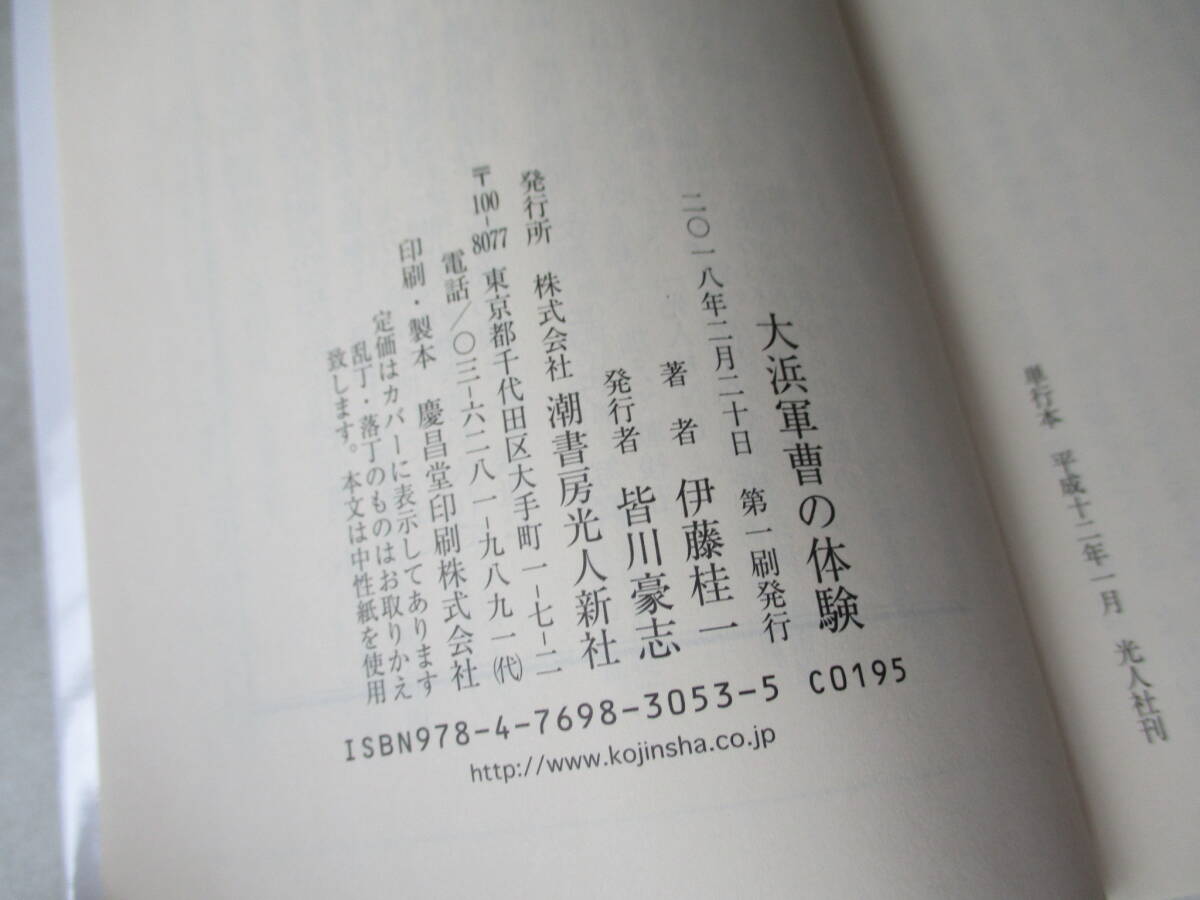 単行本　平成十二年一月　光人社刊
大浜軍曹の体験
二〇一八年二月二十日　第一刷発行
著　者　伊藤桂一
発行者　皆川豪志
発行所　株式会社　潮書房光人新社
〒100-8077　東京都千代田区大手町一-七-二
電話／〇三-六二八一-九八九一㈹
印刷・製本　慶昌堂印刷株式会社
定価はカバーに表示してあります
乱丁・落丁のものはお取りかえ
致します。本文は中性紙を使用
ISBN978-4-7698-3053-5 C0195
http://www.kojinsha.co.jp